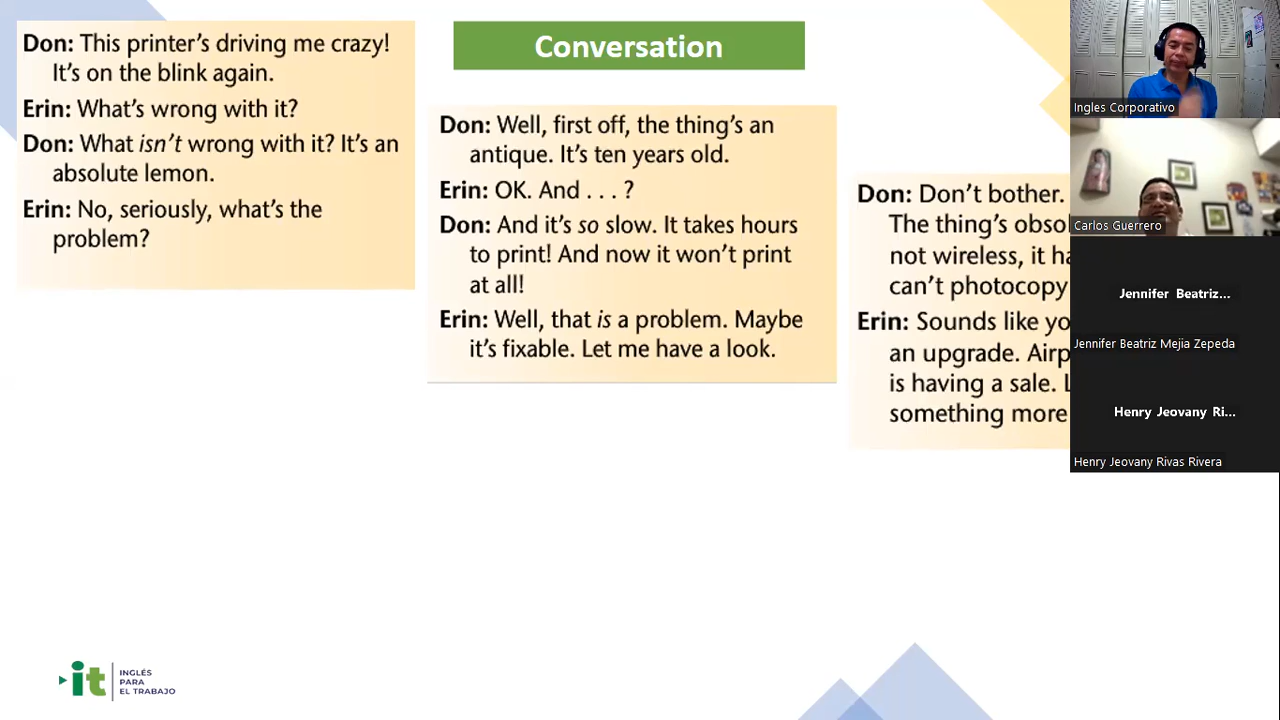 Conversation
Don: This printer's driving me crazy!
It's on the blink again.
Erin: What's wrong with it?
Don: What isn't wrong with it? It's an
absolute lemon.
Erin: No, seriously, what's the
problem?
Don: Well, first off, the thing's an
antique. It's ten years old.
Erin: OK. And . . . ?
Don: And it's so slow. It takes hours
to print! And now it won't print
at all!
Erin: Well, that is a problem. Maybe
it's fixable. Let me have a look.
Don: Don't bother.
The thing's
not wireless, it
can't photocopy
Erin: Sounds like
an upgrade.
is having a sale.
something more
Ingles Corporativo
Carlos Guerrero
Jennifer Beatriz...
Jennifer Beatriz Mejia Zepeda
Henry Jeovany Ri...
Henry Jeovany Rivas Rivera
it
INGLÉS
PARA
EL TRABAJO